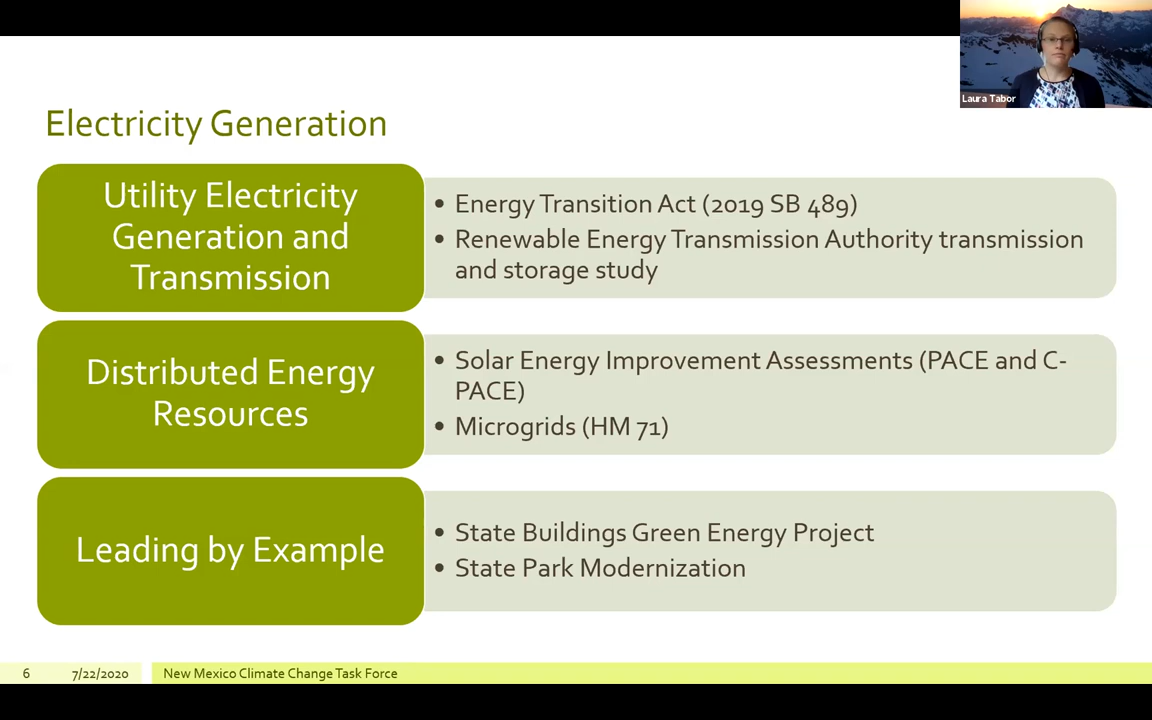 Laura Tabor
Electricity Generation
Utility Electricity
Generation and
Transmission
• Energy Transition Act (2019 SB 489)
• Renewable Energy Transmission Authority transmission
and storage study
Distributed Energy
Resources
• Solar Energy Improvement Assessments (PACE and C-
PACE)
• Microgrids (HM 71)
Leading by Example
• State Buildings Green Energy Project
• State Park Modernization
6 7/22/2020 New Mexico Climate Change Task Force